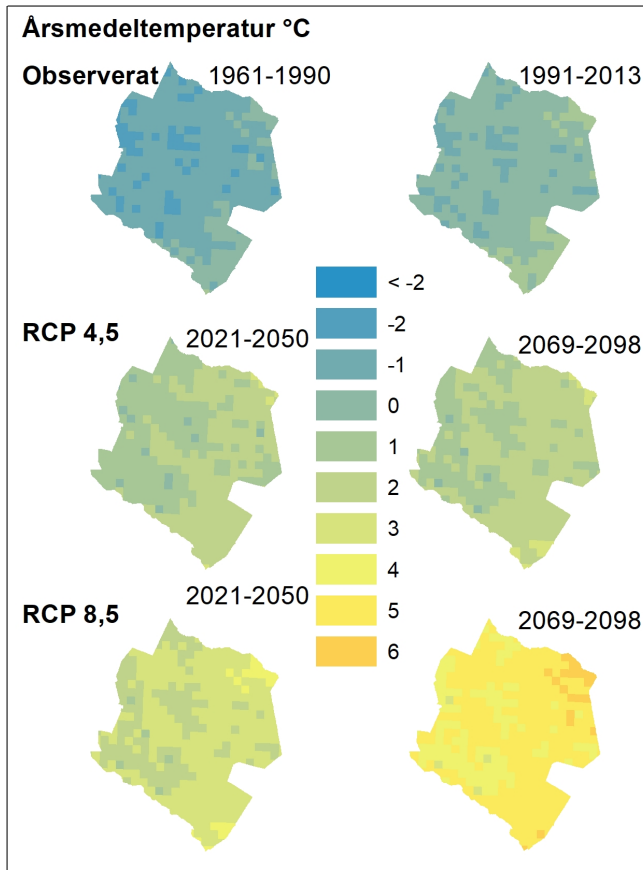 Årsmedeltemperatur °C
Observerat 1961-1990 1991-2013
< -2
-2
RCP 4,5 2021-2050 2069-2098
-1
0
1
2
3
4
RCP 8,5 2021-2050 2069-2098
5
6